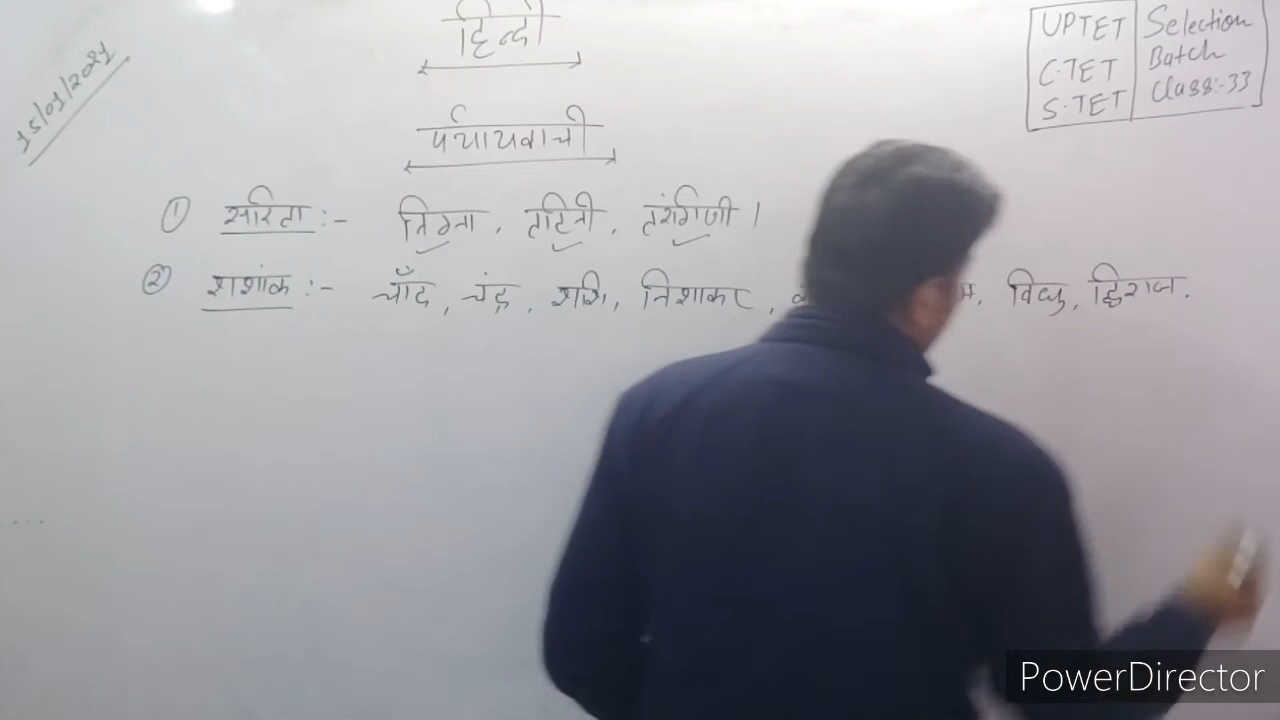 हिन्दी
15/01/2021
UPTET Selection
C.TET Batch
S.TET Class:-33
पर्यायवाची
① सरिता :- निम्ना, तटिनी, तरंगिणी ।
② शशांक :- चाँद, चंद्र, शशि, निशाकर, विधु, द्विराज.
PowerDirector